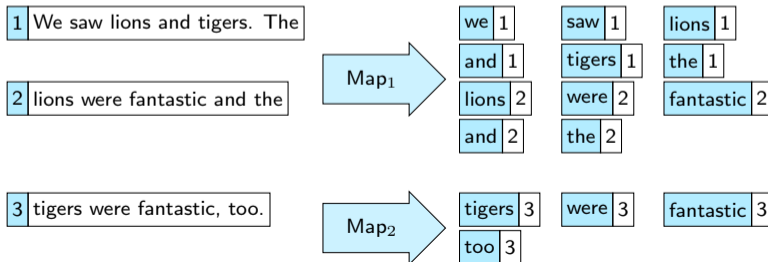 1 We saw lions and tigers. The
Map₁
we 1 saw 1 lions 1
and 1 tigers 1 the 1
2 lions were fantastic and the
lions 2 were 2 fantastic 2
and 2 the 2
3 tigers were fantastic, too.
Map₂
tigers 3 were 3 fantastic 3
too 3